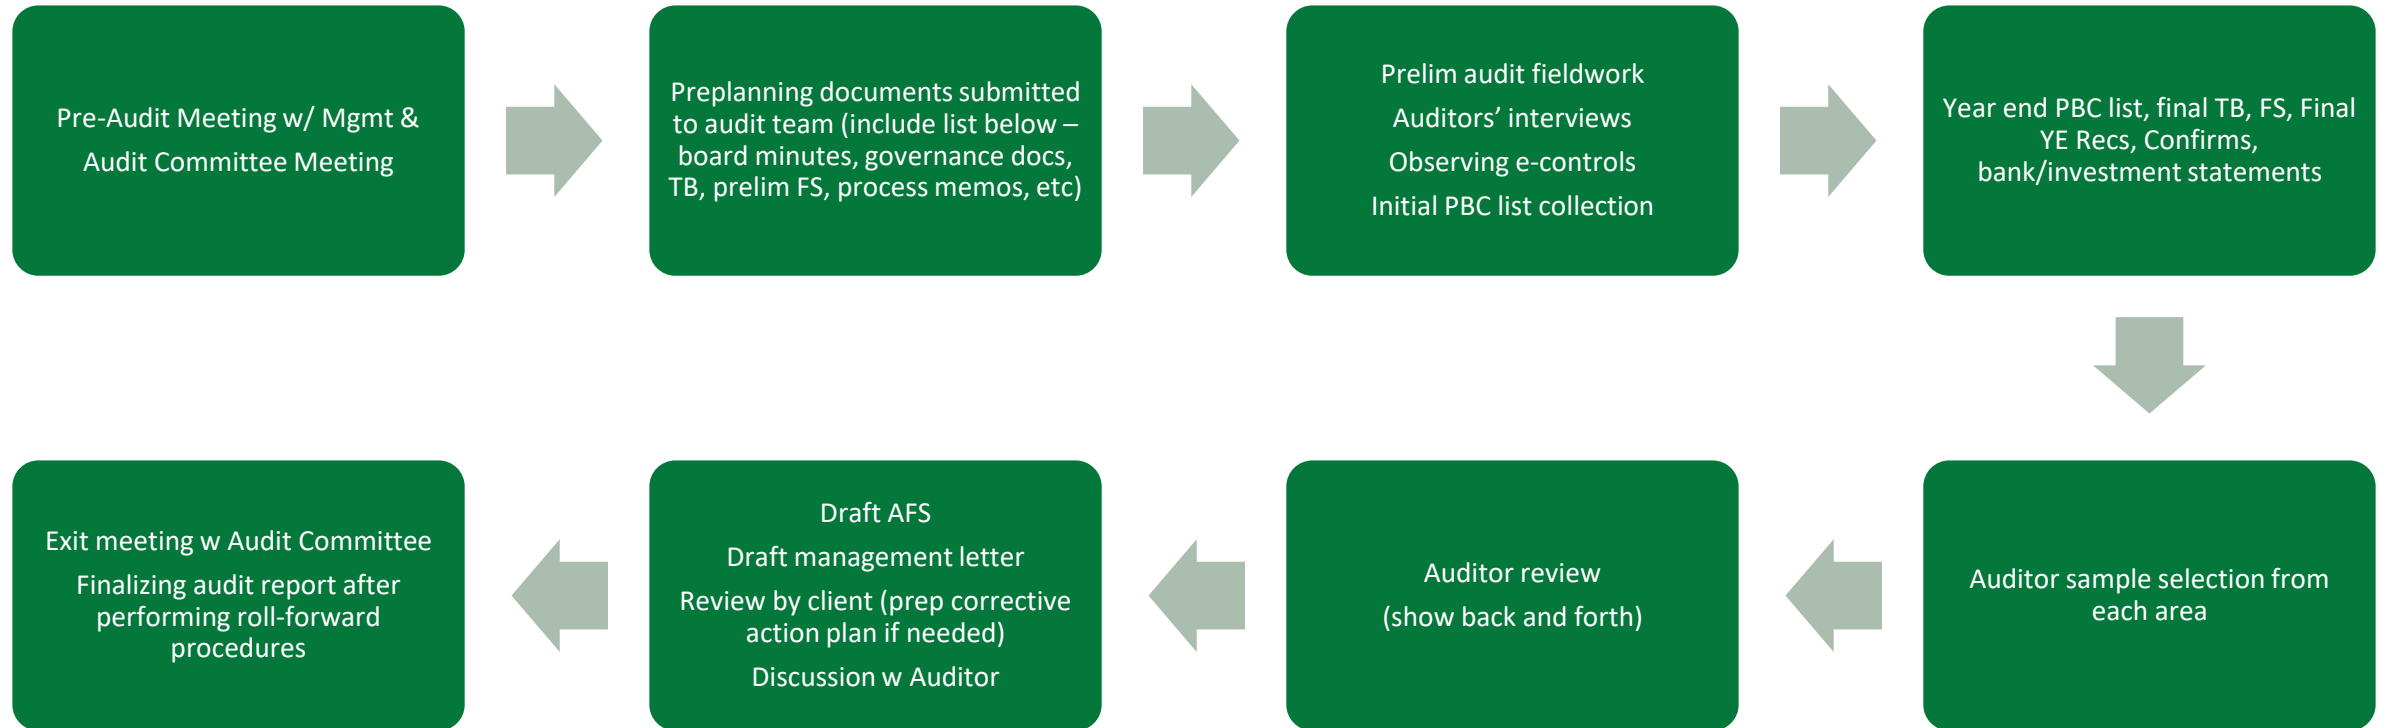 Pre-Audit Meeting w/ Mgmt &
Audit Committee Meeting
Preplanning documents submitted
to audit team (include list below –
board minutes, governance docs,
TB, prelim FS, process memos, etc)
Prelim audit fieldwork
Auditors’ interviews
Observing e-controls
Initial PBC list collection
Year end PBC list, final TB, FS, Final
YE Recs, Confirms,
bank/investment statements
Auditor sample selection from
each area
Auditor review
(show back and forth)
Draft AFS
Draft management letter
Review by client (prep corrective
action plan if needed)
Discussion w Auditor
Exit meeting w Audit Committee
Finalizing audit report after
performing roll-forward
procedures